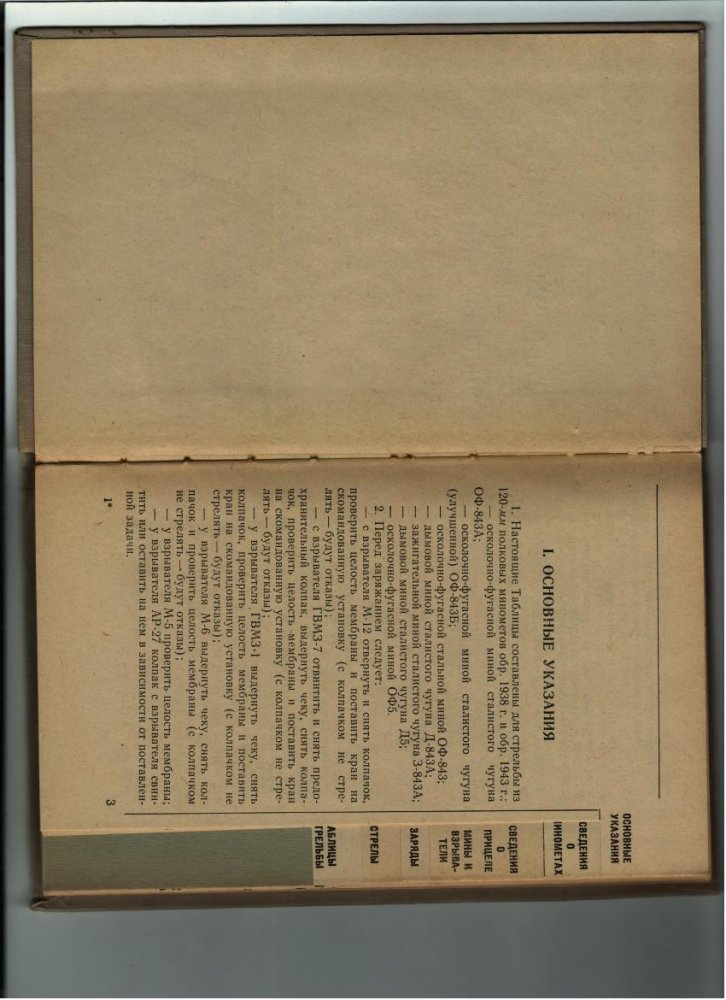 I. ОСНОВНЫЕ УКАЗАНИЯ
1. Настоящие Таблицы составлены для стрельбы из
120-мм полковых минометов обр. 1938 г. и обр. 1943 г.:
— осколочно-фугасной миной сталистого чугуна
ОФ-843А;
— осколочно-фугасной миной сталистого чугуна
(улучшенной) ОФ-843Б;
— осколочно-фугасной стальной миной ОФ-843;
— дымовой миной сталистого чугуна Д-843А;
— зажигательной миной сталистого чугуна З-843А;
— дымовой миной сталистого чугуна Д5;
— осколочно-фугасной миной ОФ5.
2. Перед заряжанием следует:
— с взрывателя М-12 отвернуть и снять колпачок,
проверить целость мембраны и поставить кран на
скомандованную установку (с колпачком не стре-
лять — будут отказы);
— с взрывателя ГВМЗ-7 отвинтить и снять предо-
хранительный колпак, выдернуть чеку, снять колпа-
чок, проверить целость мембраны и поставить кран
на скомандованную установку (с колпачком не стре-
лять — будут отказы);
— у взрывателя ГВМЗ-1 выдернуть чеку, снять
колпачок, проверить целость мембраны и поставить
кран на скомандованную установку (с колпачком не
стрелять — будут отказы);
— у взрывателя М-6 выдернуть чеку, снять кол-
пачок и проверить целость мембраны (с колпачком
не стрелять — будут отказы);
— у взрывателя М-5 проверить целость мембраны;
— у взрывателя АР-27 колпак с взрывателя свин-
тить или оставить на нем в зависимости от поставлен-
ной задачи.
1*
3
ОСНОВНЫЕ
УКАЗАНИЯ
СВЕДЕНИЯ
О
ИНОМЕТАХ
СВЕДЕНИЯ
О
ПРИЦЕЛЕ
МИНЫ И
ВЗРЫВА-
ТЕЛИ
ЗАРЯДЫ
СТРЕЛЫ
АБЛИЦЫ
ТРЕЛЬБЫ